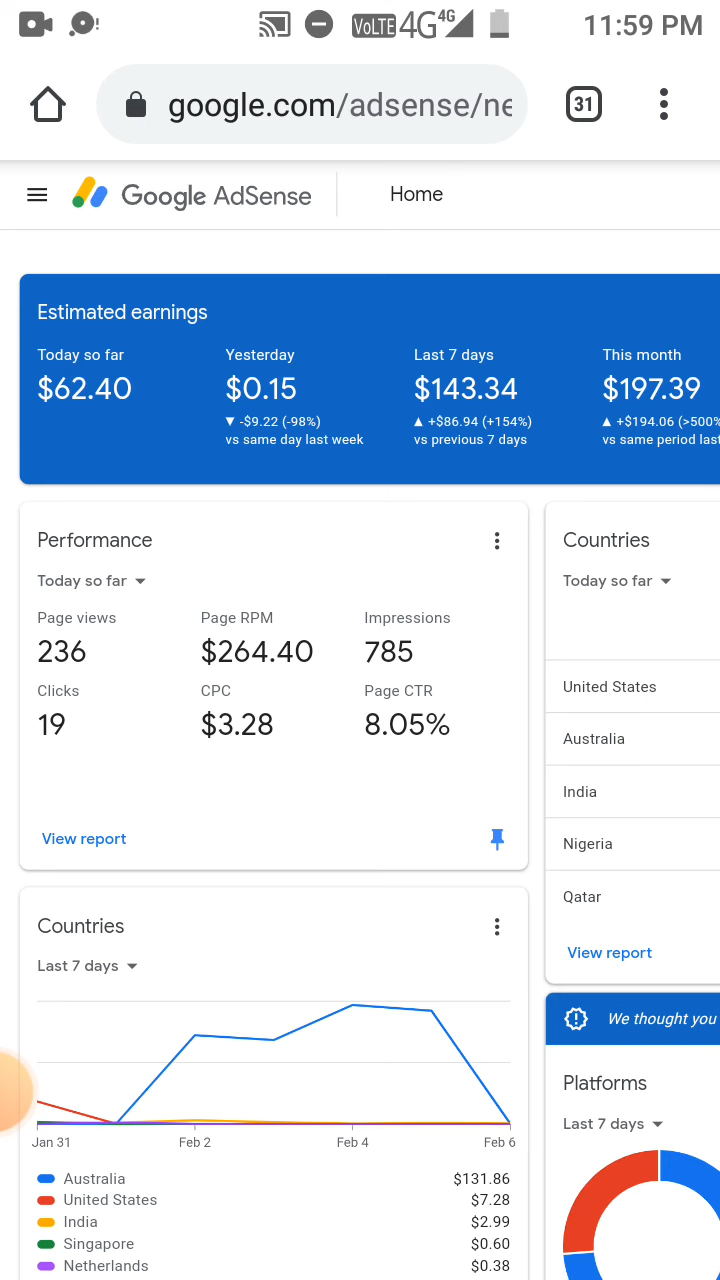 VoLTE 4G 4G 11:59 PM
google.com/adsense/ne
31
Google AdSense
Home
Estimated earnings
Today so far
$62.40
Yesterday
$0.15
▼ -$9.22 (-98%)
vs same day last week
Last 7 days
$143.34
▲ +$86.94 (+154%)
vs previous 7 days
This month
$197.39
▲ +$194.06 (>500%
vs same period last
Performance
Today so far
Page views
236
Page RPM
$264.40
Impressions
785
Clicks
19
CPC
$3.28
Page CTR
8.05%
View report
Countries
Today so far
United States
Australia
India
Nigeria
Qatar
View report
Countries
Last 7 days
Jan 31
Feb 2
Feb 4
Feb 6
Australia $131.86
United States $7.28
India $2.99
Singapore $0.60
Netherlands $0.38
We thought you
Platforms
Last 7 days